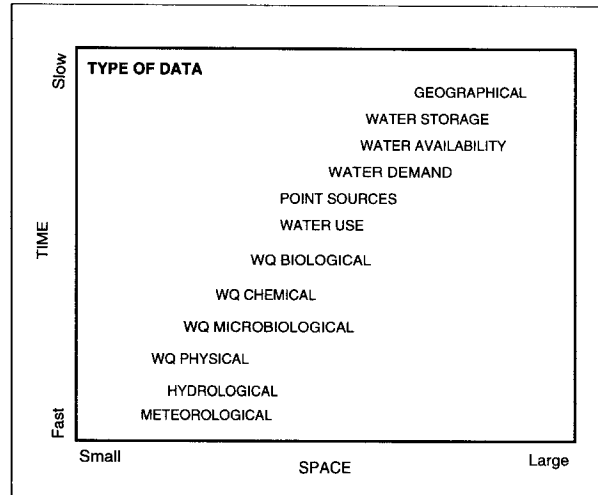 Slow
TYPE OF DATA
GEOGRAPHICAL
WATER STORAGE
WATER AVAILABILITY
WATER DEMAND
POINT SOURCES
WATER USE
TIME
WQ BIOLOGICAL
WQ CHEMICAL
WQ MICROBIOLOGICAL
WQ PHYSICAL
HYDROLOGICAL
METEOROLOGICAL
Fast
Small
SPACE
Large